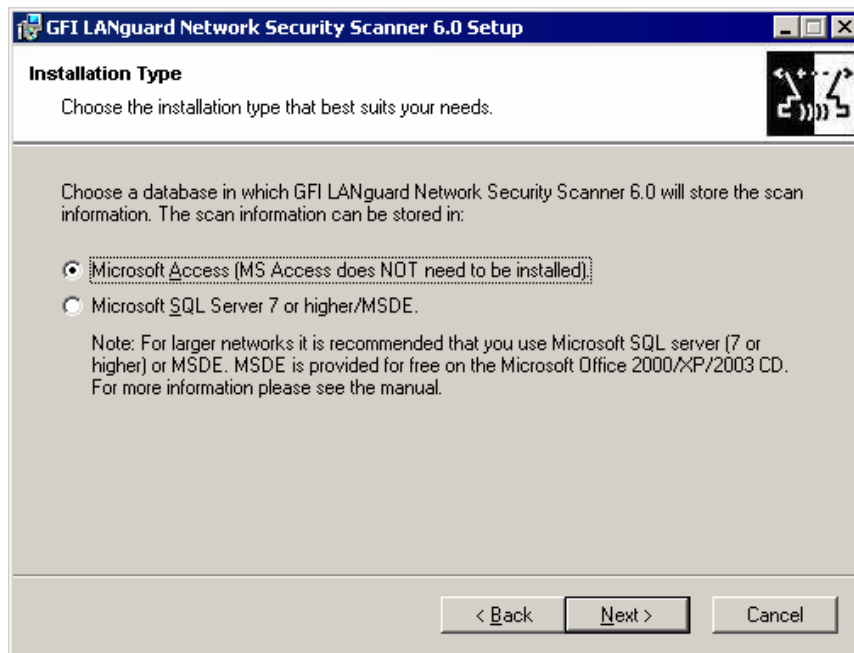 GFI LANguard Network Security Scanner 6.0 Setup
Installation Type
Choose the installation type that best suits your needs.
Choose a database in which GFI LANguard Network Security Scanner 6.0 will store the scan
information. The scan information can be stored in:
Microsoft Access (MS Access does NOT need to be installed).
Microsoft SQL Server 7 or higher/MSDE.
Note: For larger networks it is recommended that you use Microsoft SQL server (7 or
higher) or MSDE. MSDE is provided for free on the Microsoft Office 2000/XP/2003 CD.
For more information please see the manual.
< Back
Next >
Cancel